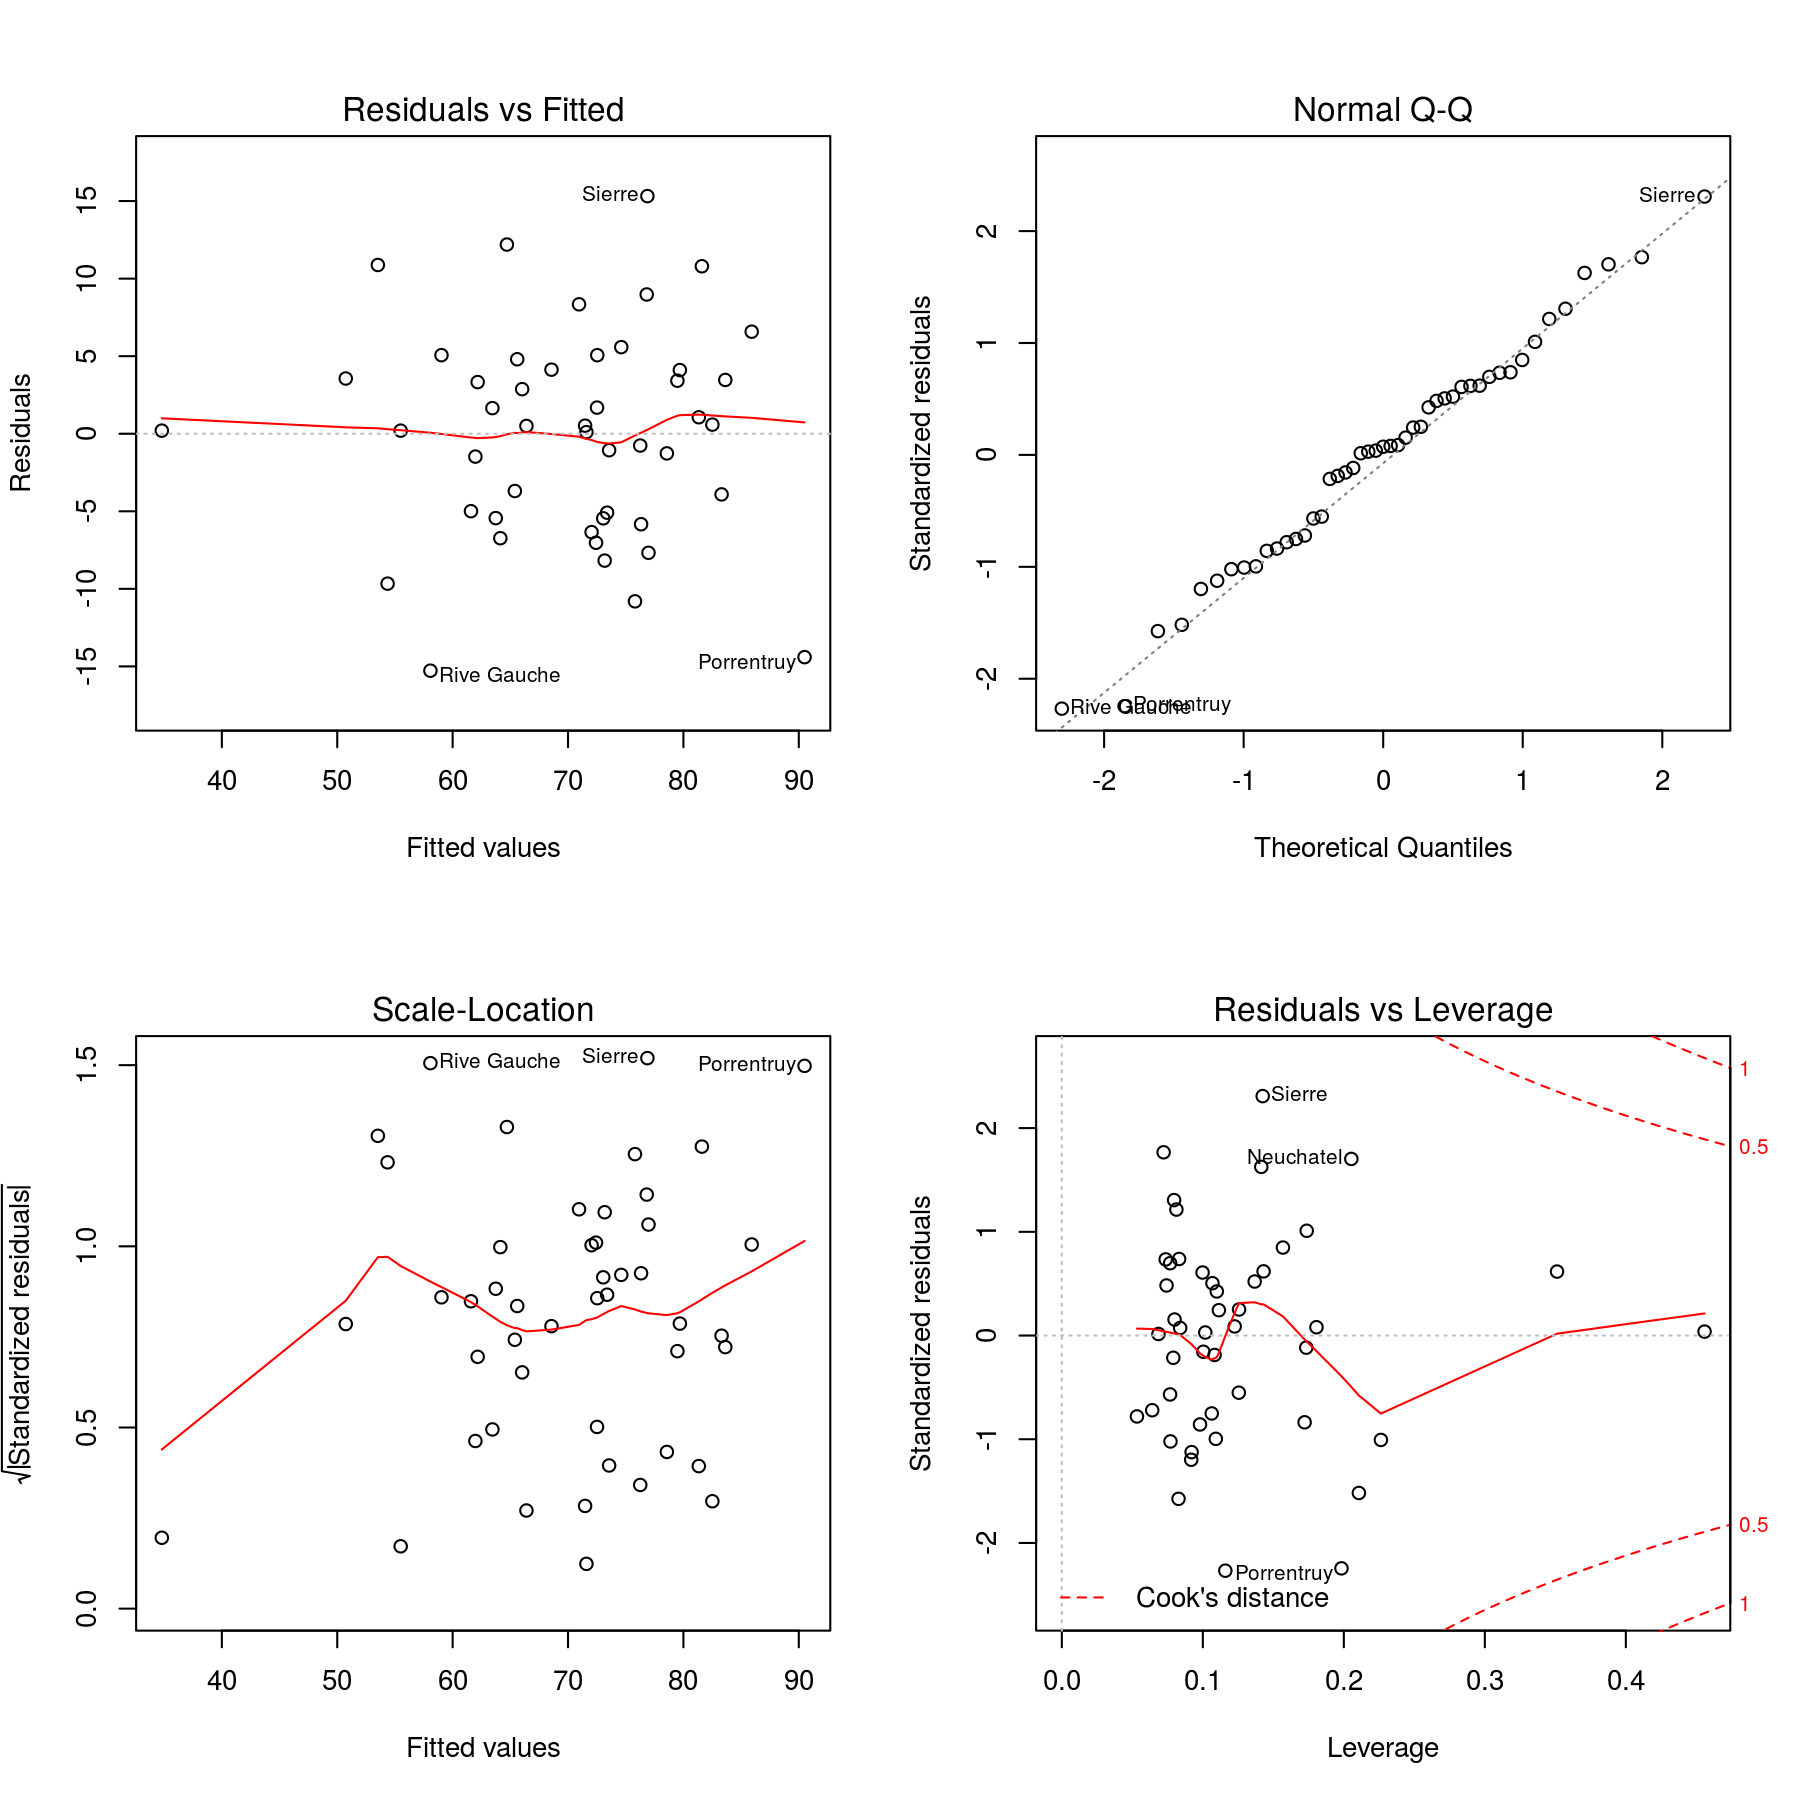 Residuals vs Fitted
Residuals
15
10
5
0
-5
-10
-15
Sierre
Rive Gauche
Porrentruy
40 50 60 70 80 90
Fitted values
Normal Q-Q
Standardized residuals
2
1
0
-1
-2
Sierre
Rive Gauche
Porrentruy
-2 -1 0 1 2
Theoretical Quantiles
Scale-Location
√|Standardized residuals|
1.5
1.0
0.5
0.0
Rive Gauche
Sierre
Porrentruy
40 50 60 70 80 90
Fitted values
Residuals vs Leverage
Standardized residuals
2
1
0
-1
-2
Sierre
Neuchatel
Porrentruy
Cook's distance
1
0.5
0.5
1
0.0 0.1 0.2 0.3 0.4
Leverage